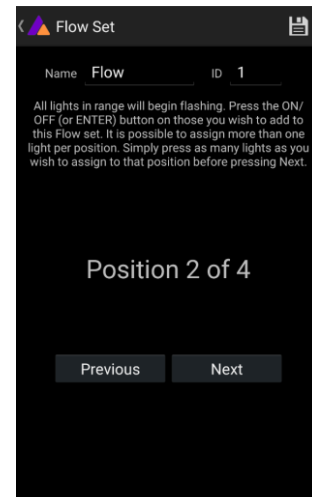 Flow Set
Name Flow ID 1
All lights in range will begin flashing. Press the ON/
OFF (or ENTER) button on those you wish to add to
this Flow set. It is possible to assign more than one
light per position. Simply press as many lights as you
wish to assign to that position before pressing Next.
Position 2 of 4
Previous Next